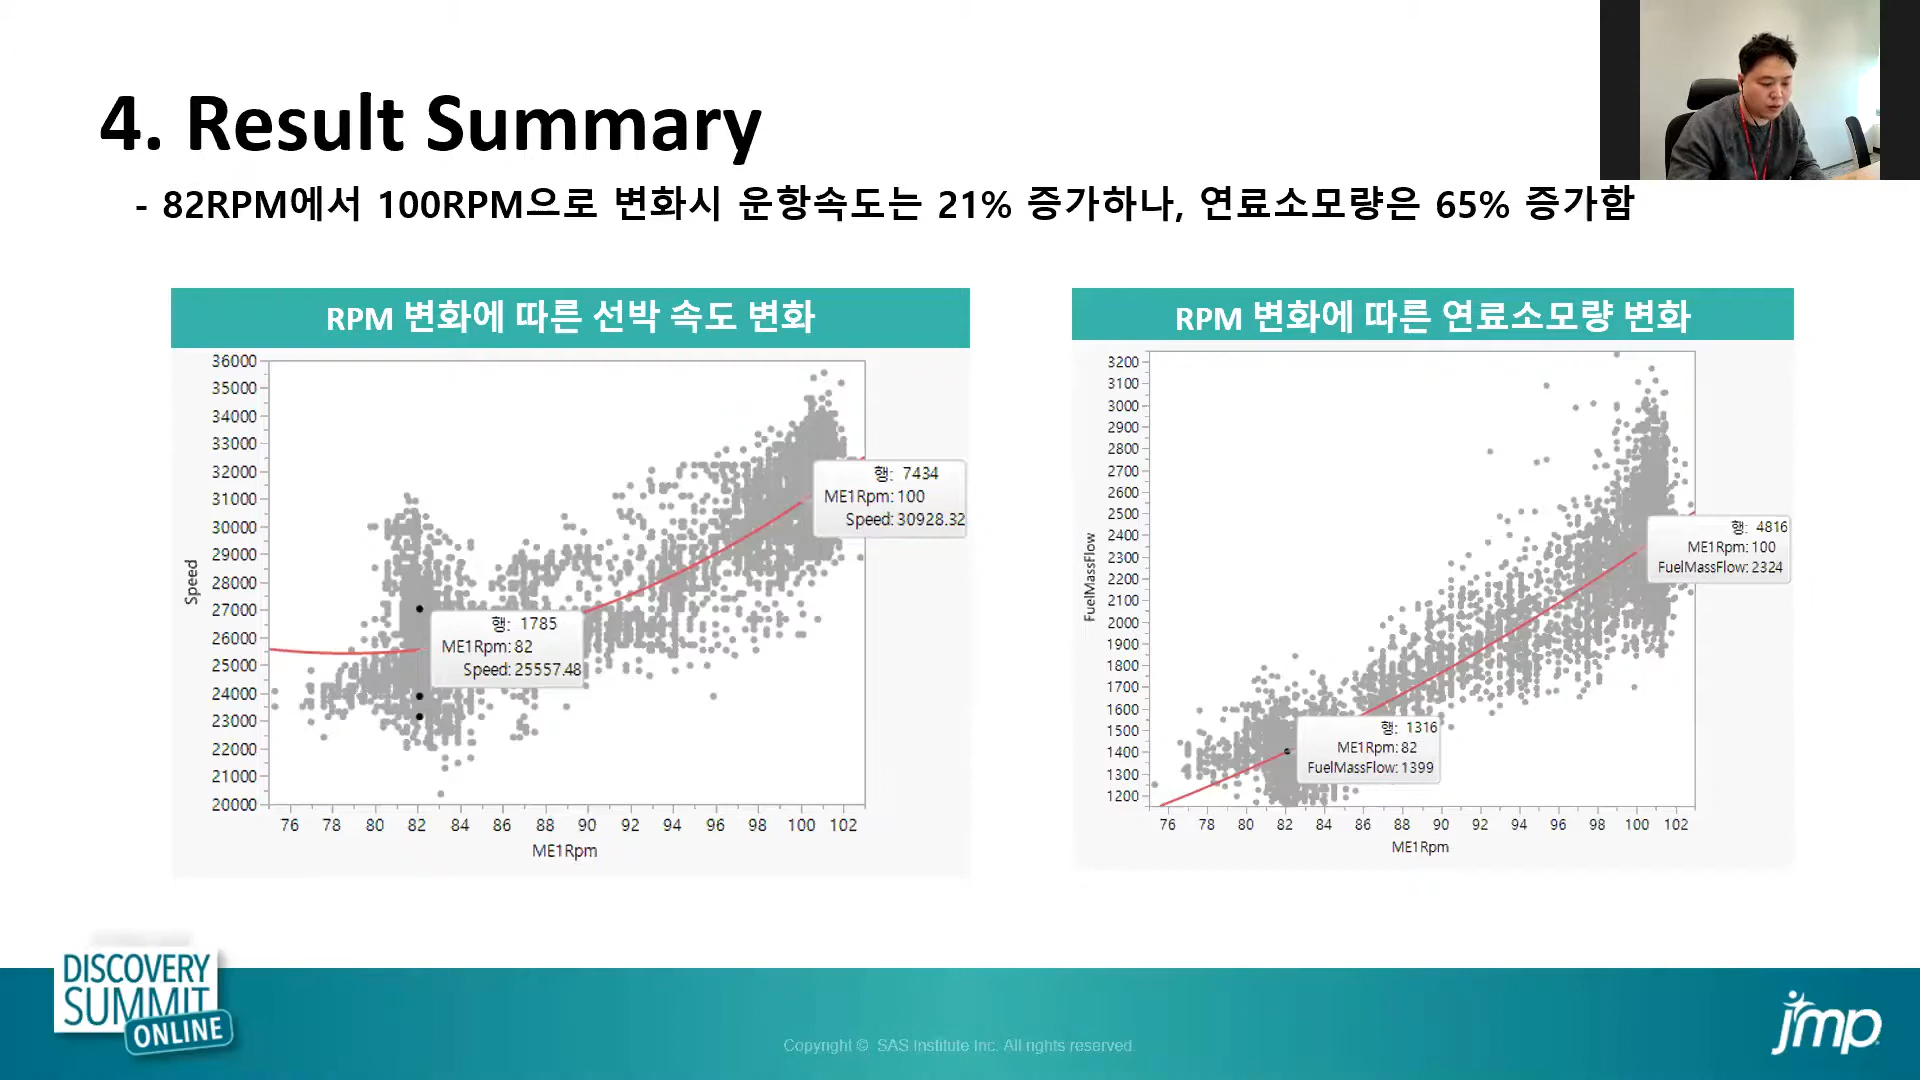 4. Result Summary
- 82RPM에서 100RPM으로 변화시 운항속도는 21% 증가하나, 연료소모량은 65% 증가함
RPM 변화에 따른 선박 속도 변화
36000
35000
34000
33000
32000
31000
30000
29000
28000
27000
26000
25000
24000
23000
22000
21000
20000
Speed
행: 7434
ME1Rpm: 100
Speed: 30928.32
행: 1785
ME1Rpm: 82
Speed: 25557.48
76 78 80 82 84 86 88 90 92 94 96 98 100 102
ME1Rpm
RPM 변화에 따른 연료소모량 변화
3200
3100
3000
2900
2800
2700
2600
2500
2400
2300
2200
2100
2000
1900
1800
1700
1600
1500
1400
1300
1200
FuelMassFlow
행: 4816
ME1Rpm: 100
FuelMassFlow: 2324
행: 1316
ME1Rpm: 82
FuelMassFlow: 1399
76 78 80 82 84 86 88 90 92 94 96 98 100 102
ME1Rpm
DISCOVERY
SUMMIT
ONLINE
Copyright © SAS Institute Inc. All rights reserved.
jmp